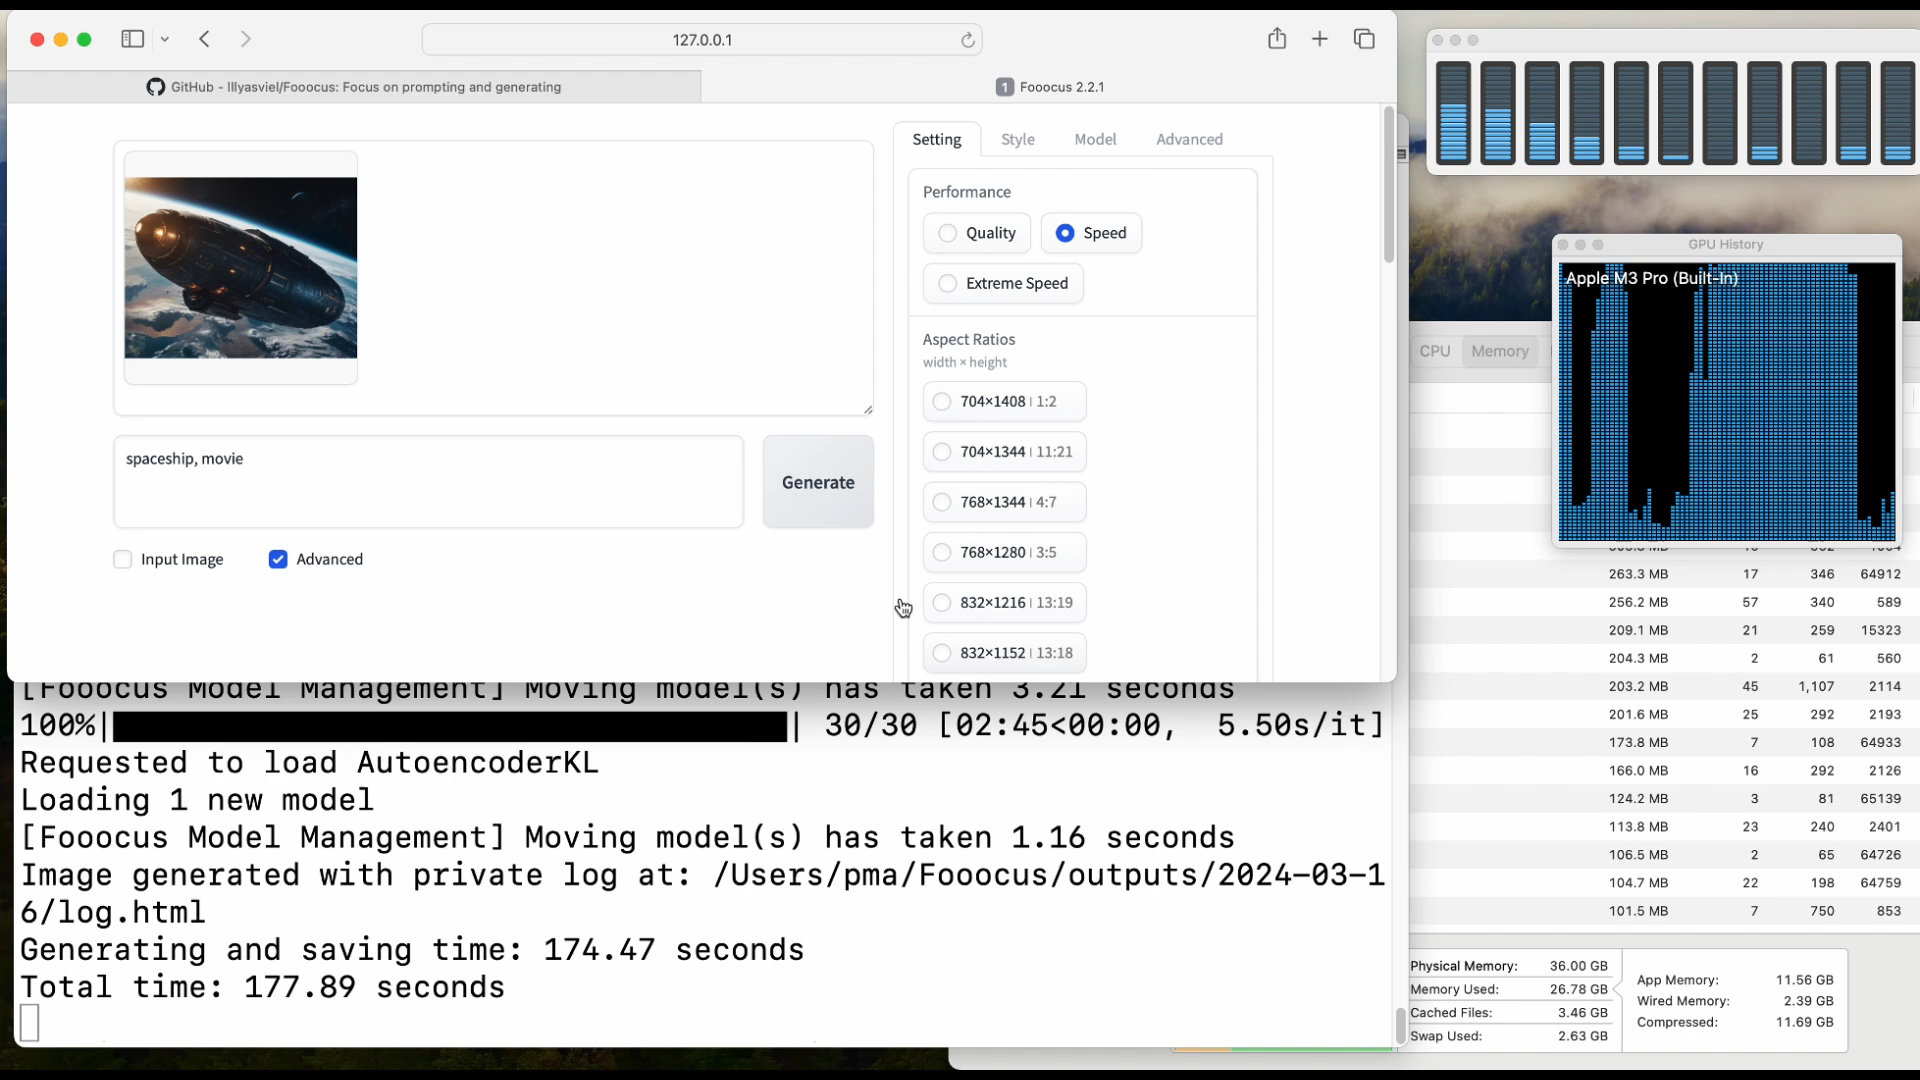 127.0.0.1
GitHub - lllyasviel/Fooocus: Focus on prompting and generating
1 Fooocus 2.2.1
Setting Style Model Advanced
Performance
Quality Speed
Extreme Speed
Aspect Ratios
width × height
704×1408 | 1:2
704×1344 | 11:21
768×1344 | 4:7
768×1280 | 3:5
832×1216 | 13:19
832×1152 | 13:18
spaceship, movie
Generate
Input Image Advanced
[Fooocus Model Management] Moving model(s) has taken 3.21 seconds
100%| | 30/30 [02:45<00:00, 5.50s/it]
Requested to load AutoencoderKL
Loading 1 new model
[Fooocus Model Management] Moving model(s) has taken 1.16 seconds
Image generated with private log at: /Users/pma/Fooocus/outputs/2024-03-1
6/log.html
Generating and saving time: 174.47 seconds
Total time: 177.89 seconds
GPU History
Apple M3 Pro (Built-In)
CPU Memory
263.3 MB 17 346 64912
256.2 MB 57 340 589
209.1 MB 21 259 15323
204.3 MB 2 61 560
203.2 MB 45 1,107 2114
201.6 MB 25 292 2193
173.8 MB 7 108 64933
166.0 MB 16 292 2126
124.2 MB 3 81 65139
113.8 MB 23 240 2401
106.5 MB 2 65 64726
104.7 MB 22 198 64759
101.5 MB 7 750 853
Physical Memory: 36.00 GB
Memory Used: 26.78 GB
Cached Files: 3.46 GB
Swap Used: 2.63 GB
App Memory: 11.56 GB
Wired Memory: 2.39 GB
Compressed: 11.69 GB